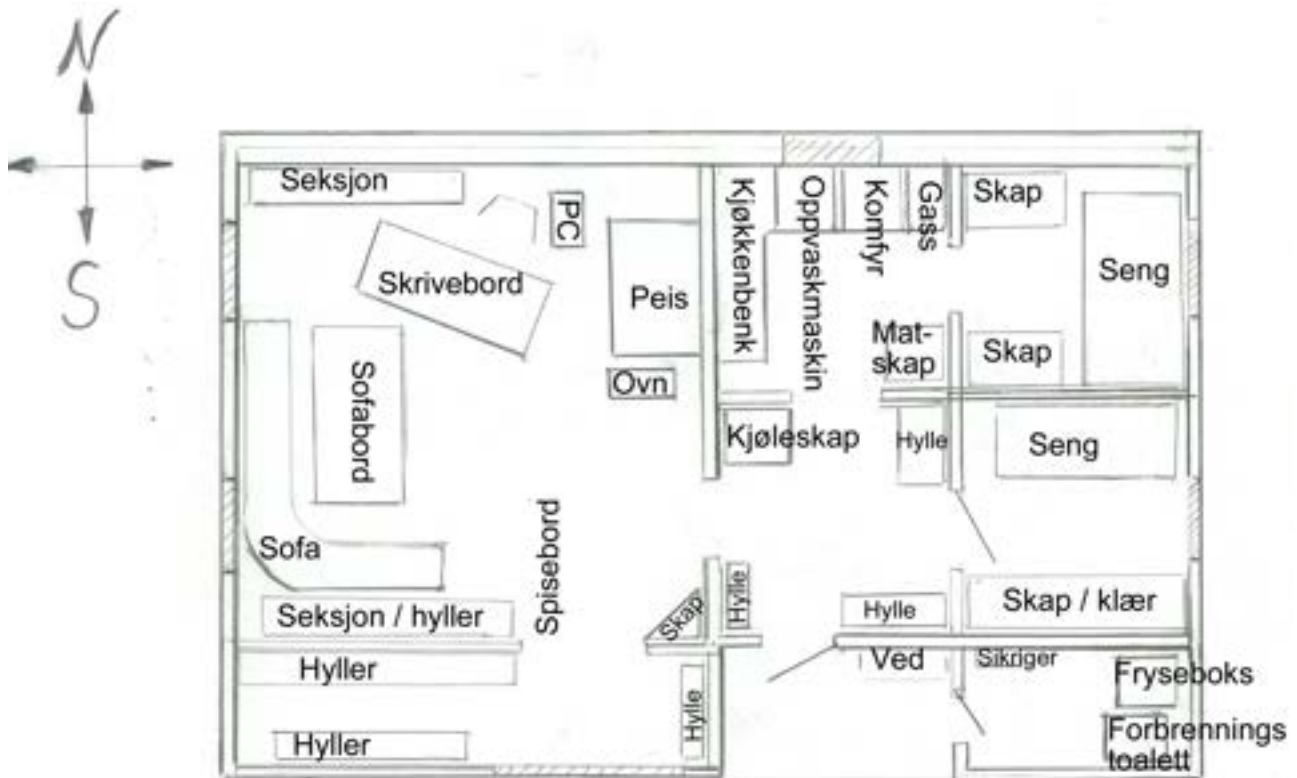 N
S
Seksjon
PC
Skrivebord
Peis
Ovn
Sofabord
Sofa
Seksjon / hyller
Spisebord
Skap
Hyller
Hyller
Hylle
Kjøkkenbenk
Oppvaskmaskin
Komfyr
Gass
Mat-
skap
Kjøleskap
Hylle
Hylle
Hylle
Ved
Skap
Seng
Skap
Seng
Skap / klær
Sikriger
Fryseboks
Forbrennings
toalett